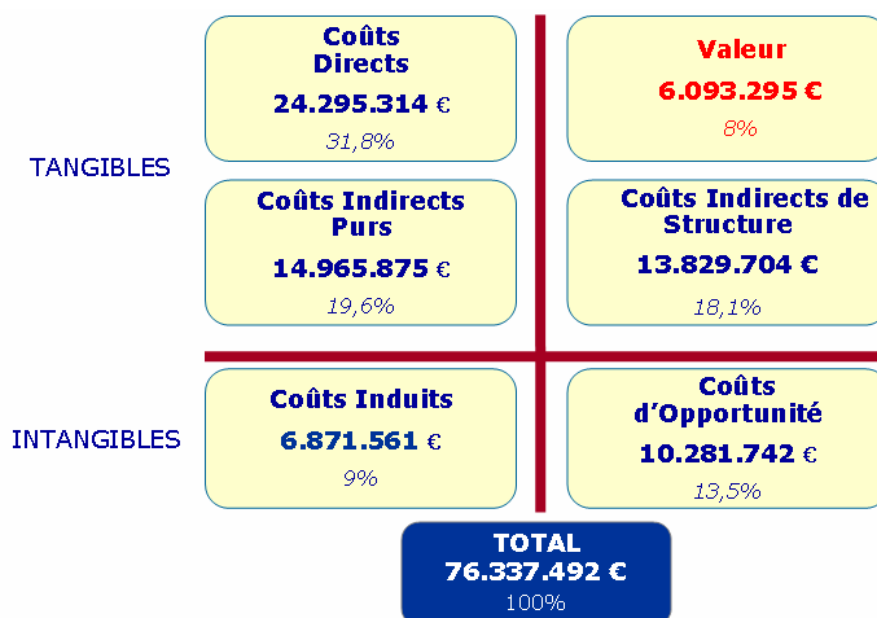 Coûts
Directs
24.295.314 €
31,8%
Valeur
6.093.295 €
8%
TANGIBLES
Coûts Indirects
Purs
14.965.875 €
19,6%
Coûts Indirects de
Structure
13.829.704 €
18,1%
INTANGIBLES
Coûts Induits
6.871.561 €
9%
Coûts
d’Opportunité
10.281.742 €
13,5%
TOTAL
76.337.492 €
100%